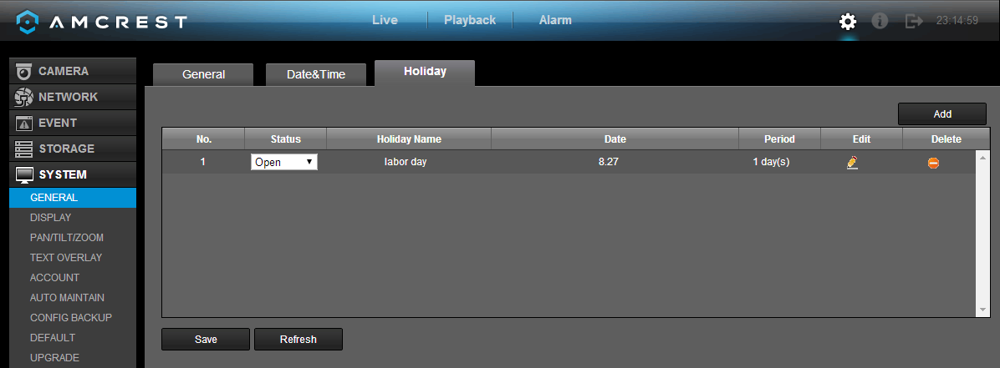 AMCREST Live Playback Alarm 23:14:59
CAMERA
NETWORK
EVENT
STORAGE
SYSTEM
GENERAL
DISPLAY
PAN/TILT/ZOOM
TEXT OVERLAY
ACCOUNT
AUTO MAINTAIN
CONFIG BACKUP
DEFAULT
UPGRADE
General Date&Time Holiday
Add
No. Status Holiday Name Date Period Edit Delete
1 Open labor day 8.27 1 day(s)
Save Refresh